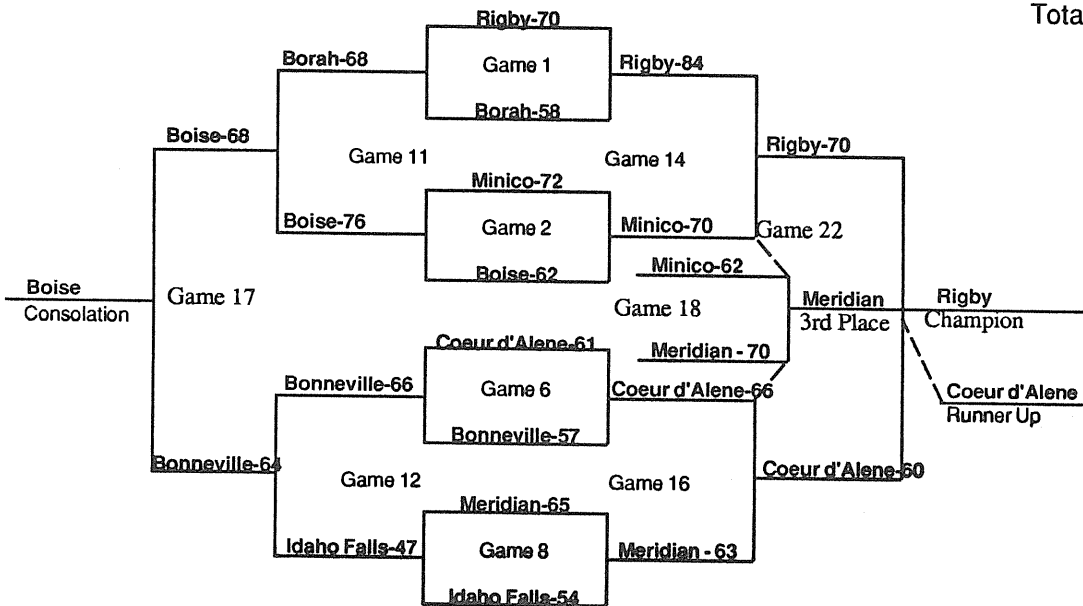 Tota
Rigby-70
Borah-68
Game 1
Rigby-84
Borah-58
Boise-68
Game 11
Game 14
Rigby-70
Minico-72
Boise-76
Game 2
Minico-70
Game 22
Boise-62
Minico-62
Boise
Consolation
Game 17
Game 18
Meridian
3rd Place
Rigby
Champion
Coeur d'Alene-61
Meridian - 70
Bonneville-66
Game 6
Coeur d'Alene-66
Coeur d'Alene
Runner Up
Bonneville-57
Bonneville-64
Game 12
Game 16
Coeur d'Alene-60
Meridian-65
Idaho Falls-47
Game 8
Meridian - 63
Idaho Falls-54